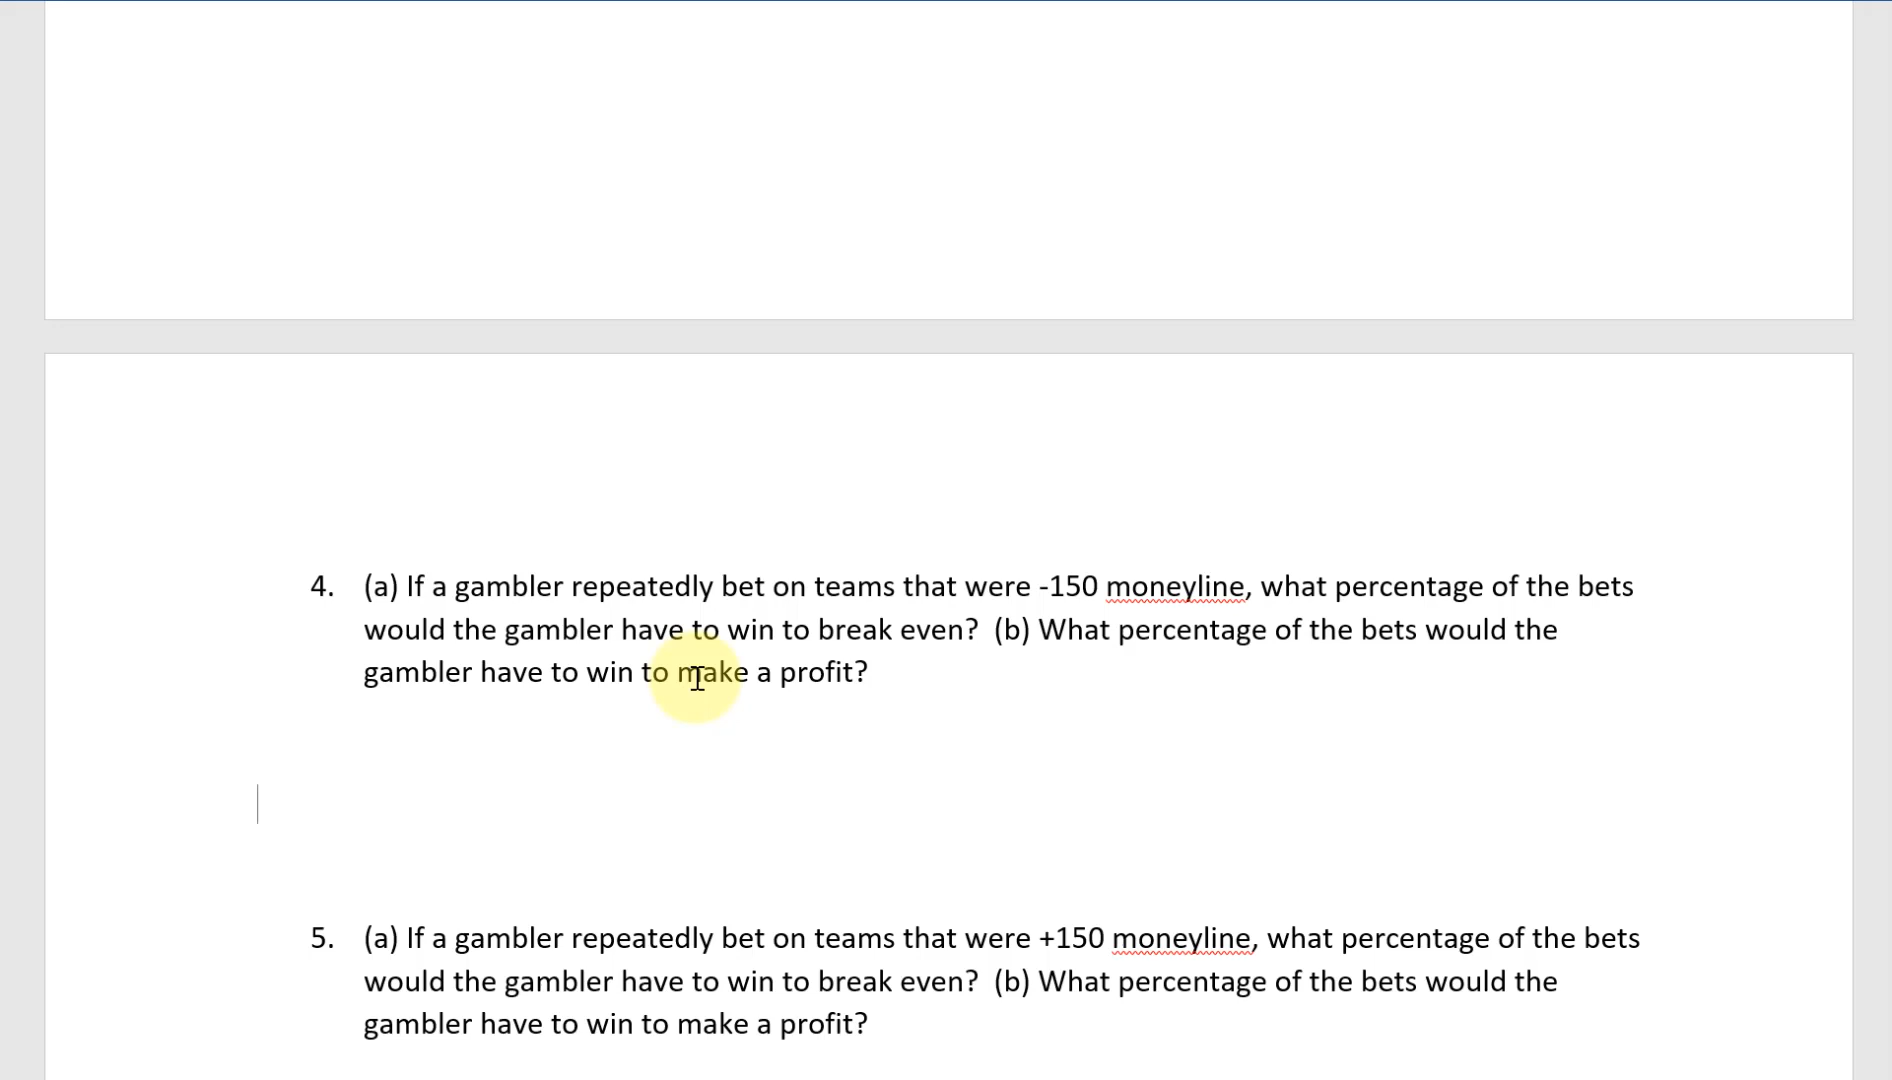 4. (a) If a gambler repeatedly bet on teams that were -150 moneyline, what percentage of the bets
would the gambler have to win to break even?  (b) What percentage of the bets would the
gambler have to win to make a profit?
5. (a) If a gambler repeatedly bet on teams that were +150 moneyline, what percentage of the bets
would the gambler have to win to break even?  (b) What percentage of the bets would the
gambler have to win to make a profit?